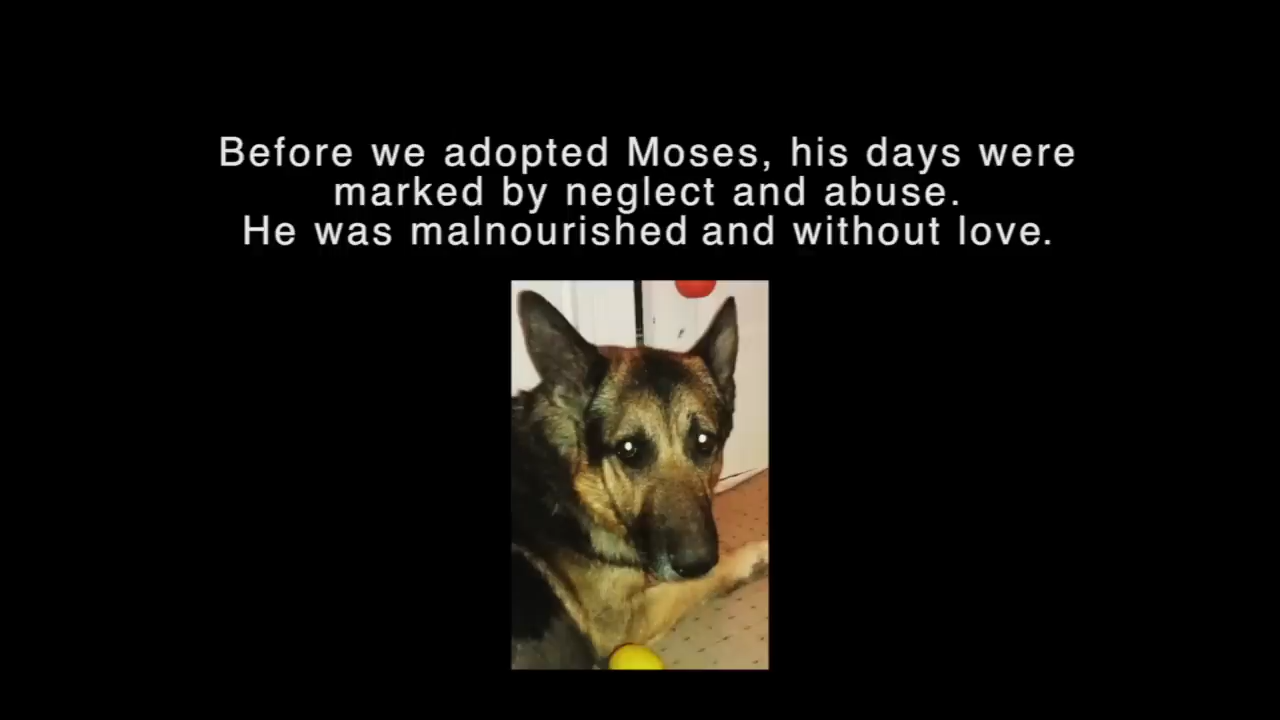 Before we adopted Moses, his days were
marked by neglect and abuse.
He was malnourished and without love.